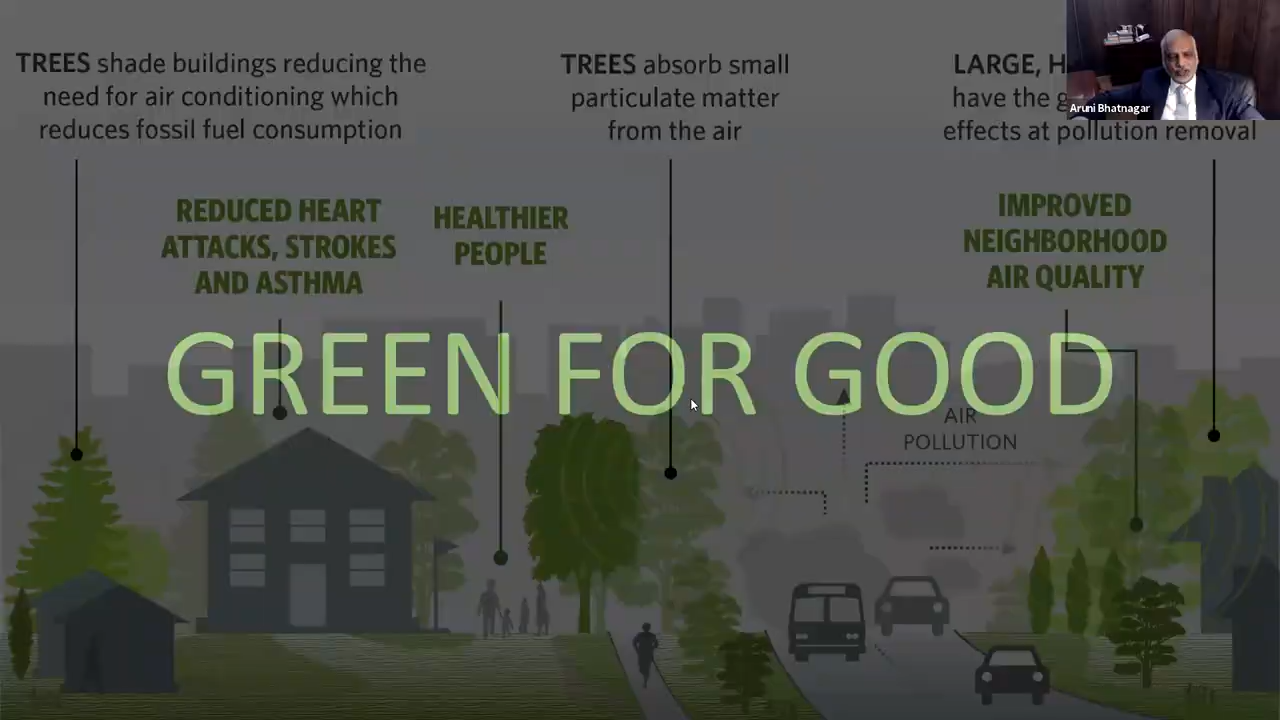 TREES shade buildings reducing the
need for air conditioning which
reduces fossil fuel consumption
TREES absorb small
particulate matter
from the air
LARGE,
have the
effects at pollution removal
Aruni Bhatnagar
REDUCED HEART
ATTACKS, STROKES
AND ASTHMA
HEALTHIER
PEOPLE
IMPROVED
NEIGHBORHOOD
AIR QUALITY
GREEN FOR GOOD
AIR
POLLUTION